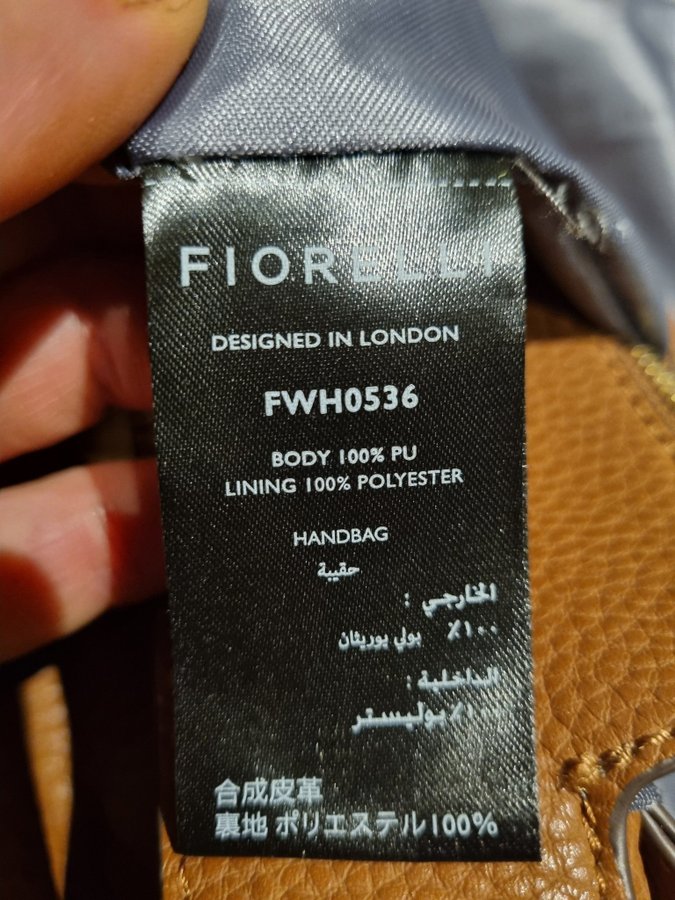 FIORELLI
DESIGNED IN LONDON
FWH0536
BODY 100% PU
LINING 100% POLYESTER
HANDBAG
حقيبة
الخارجي :
١٠٠٪ بولي يوريثان
الداخلية :
١٠٠٪ بوليستر
合成皮革
裏地 ポリエステル100%